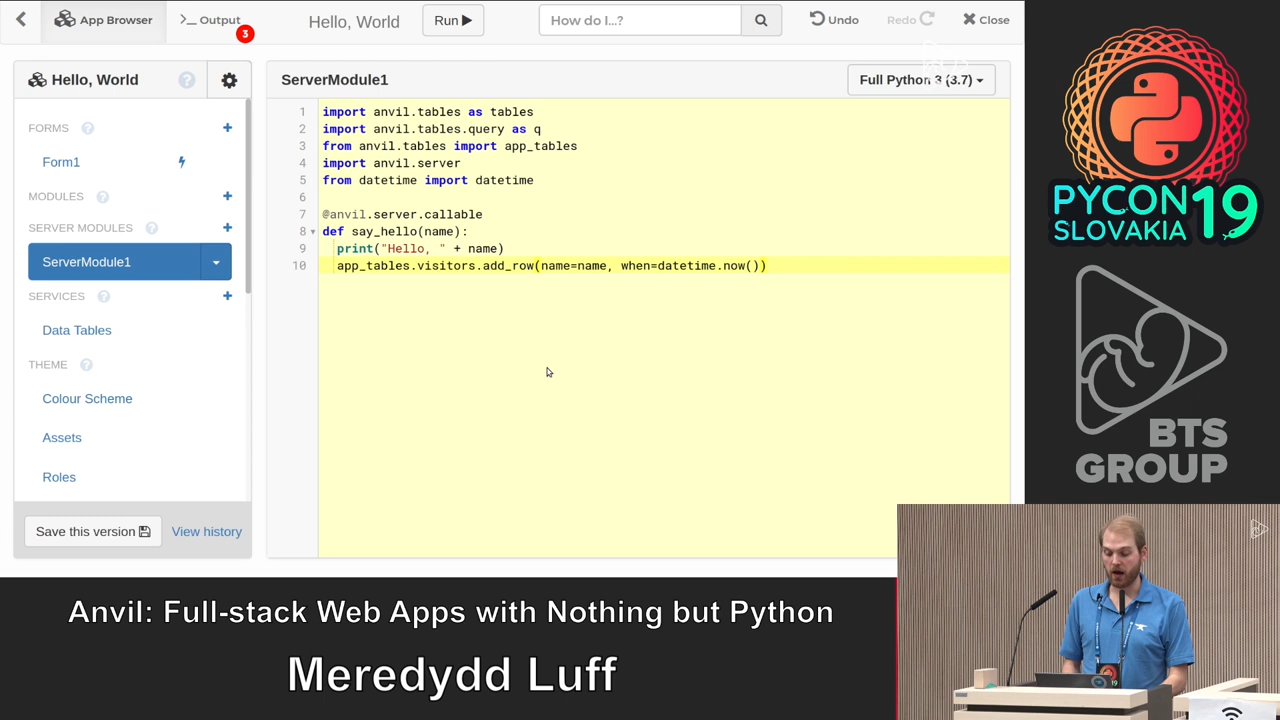 App Browser
>_ Output
3
Hello, World
Run
How do I...?
Undo
Redo
Close
Hello, World
FORMS
Form1
MODULES
SERVER MODULES
ServerModule1
SERVICES
Data Tables
THEME
Colour Scheme
Assets
Roles
Save this version
View history
ServerModule1
Full Python 3 (3.7)
1 import anvil.tables as tables
2 import anvil.tables.query as q
3 from anvil.tables import app_tables
4 import anvil.server
5 from datetime import datetime
6
7 @anvil.server.callable
8 def say_hello(name):
9 print("Hello, " + name)
10 app_tables.visitors.add_row(name=name, when=datetime.now())
PYCON 19
SLOVAKIA
BTS
GROUP
Anvil: Full-stack Web Apps with Nothing but Python
Meredydd Luff